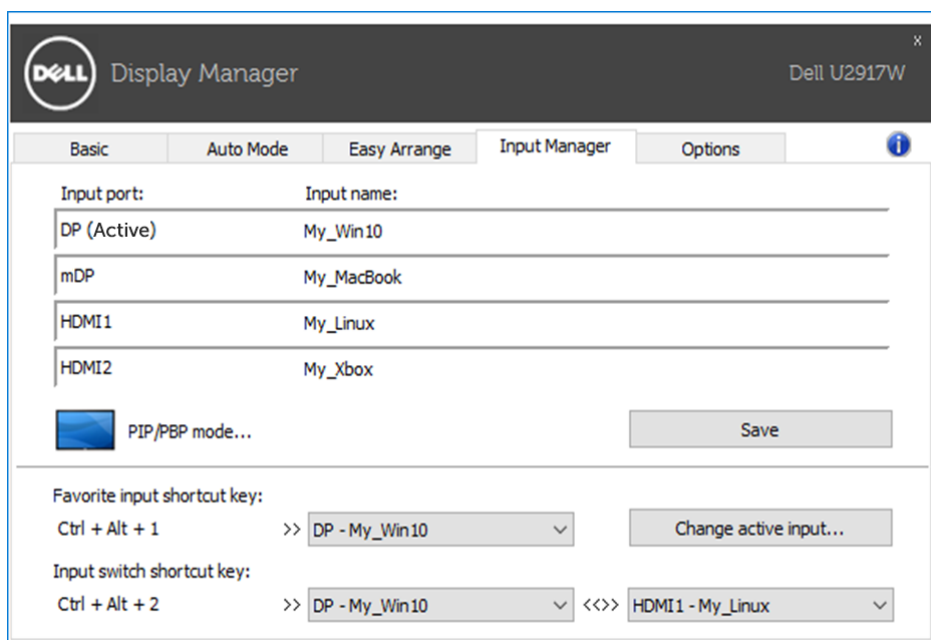 x
DELL Display Manager Dell U2917W
Basic Auto Mode Easy Arrange Input Manager Options i
Input port: Input name:
DP (Active) My_Win10
mDP My_MacBook
HDMI1 My_Linux
HDMI2 My_Xbox
PIP/PBP mode... Save
Favorite input shortcut key:
Ctrl + Alt + 1 >> DP - My_Win10 Change active input...
Input switch shortcut key:
Ctrl + Alt + 2 >> DP - My_Win10 <<>> HDMI1 - My_Linux